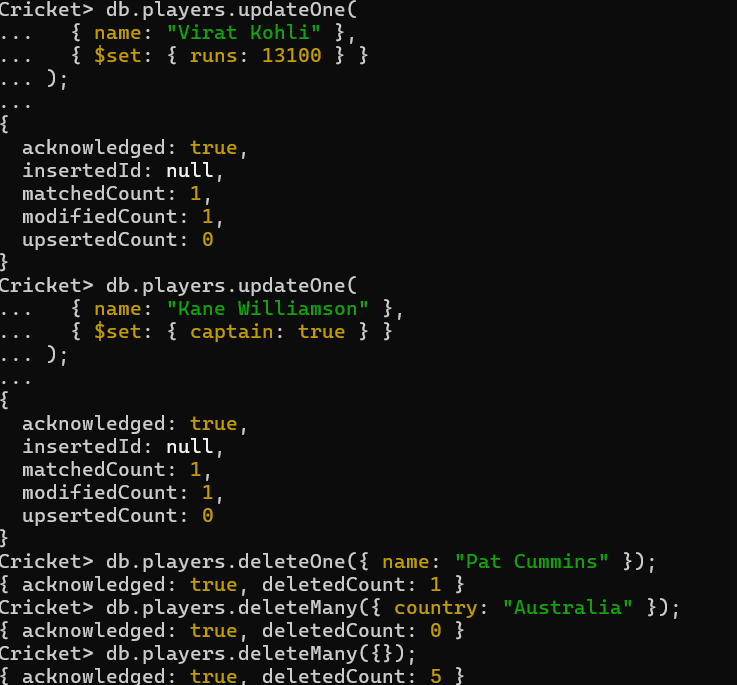 Cricket> db.players.updateOne(
...   { name: "Virat Kohli" },
...   { $set: { runs: 13100 } }
... );
...
{
  acknowledged: true,
  insertedId: null,
  matchedCount: 1,
  modifiedCount: 1,
  upsertedCount: 0
}
Cricket> db.players.updateOne(
...   { name: "Kane Williamson" },
...   { $set: { captain: true } }
... );
...
{
  acknowledged: true,
  insertedId: null,
  matchedCount: 1,
  modifiedCount: 1,
  upsertedCount: 0
}
Cricket> db.players.deleteOne({ name: "Pat Cummins" });
{ acknowledged: true, deletedCount: 1 }
Cricket> db.players.deleteMany({ country: "Australia" });
{ acknowledged: true, deletedCount: 0 }
Cricket> db.players.deleteMany({});
{ acknowledged: true, deletedCount: 5 }